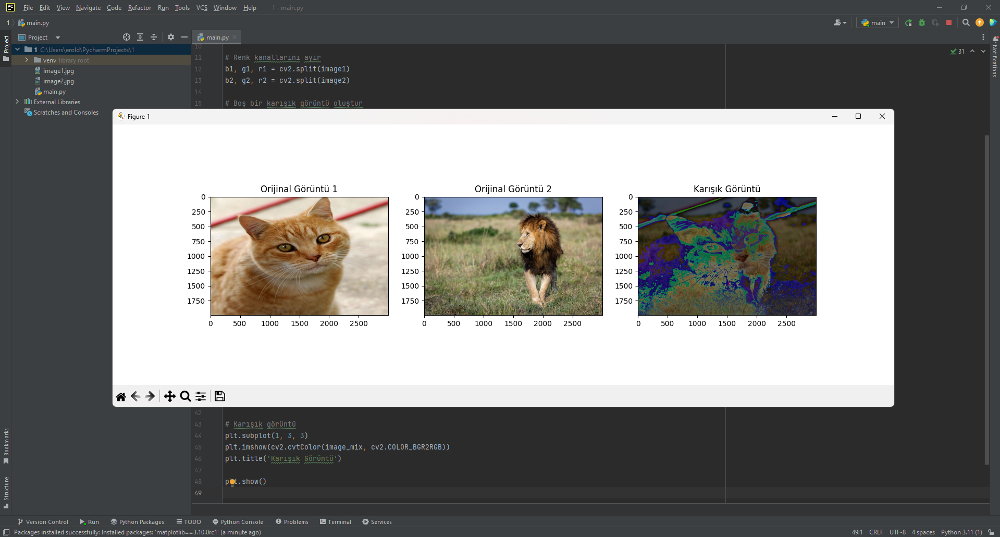 File Edit View Navigate Code Refactor Run Tools VCS Window Help 1 - main.py
1 main.py
main
Project
main.py
Project
1 C:\Users\erold\PycharmProjects\1
venv library root
image1.jpg
image2.jpg
main.py
External Libraries
Scratches and Consoles
Bookmarks
Structure
Notifications
31
10
11 # Renk kanallarını ayır
12 b1, g1, r1 = cv2.split(image1)
13 b2, g2, r2 = cv2.split(image2)
14
15 # Boş bir karışık görüntü oluştur
Figure 1
Orijinal Görüntü 1
0
250
500
750
1000
1250
1500
1750
0 500 1000 1500 2000 2500
Orijinal Görüntü 2
0
250
500
750
1000
1250
1500
1750
0 500 1000 1500 2000 2500
Karışık Görüntü
0
250
500
750
1000
1250
1500
1750
0 500 1000 1500 2000 2500
42
43 # Karışık görüntü
44 plt.subplot(1, 3, 3)
45 plt.imshow(cv2.cvtColor(image_mix, cv2.COLOR_BGR2RGB))
46 plt.title('Karışık Görüntü')
47
48 plt.show()
49
Version Control Run Python Packages TODO Python Console Problems Terminal Services
Packages installed successfully: Installed packages: 'matplotlib==3.10.0rc1' (a minute ago)
49:1 CRLF UTF-8 4 spaces Python 3.11 (1)